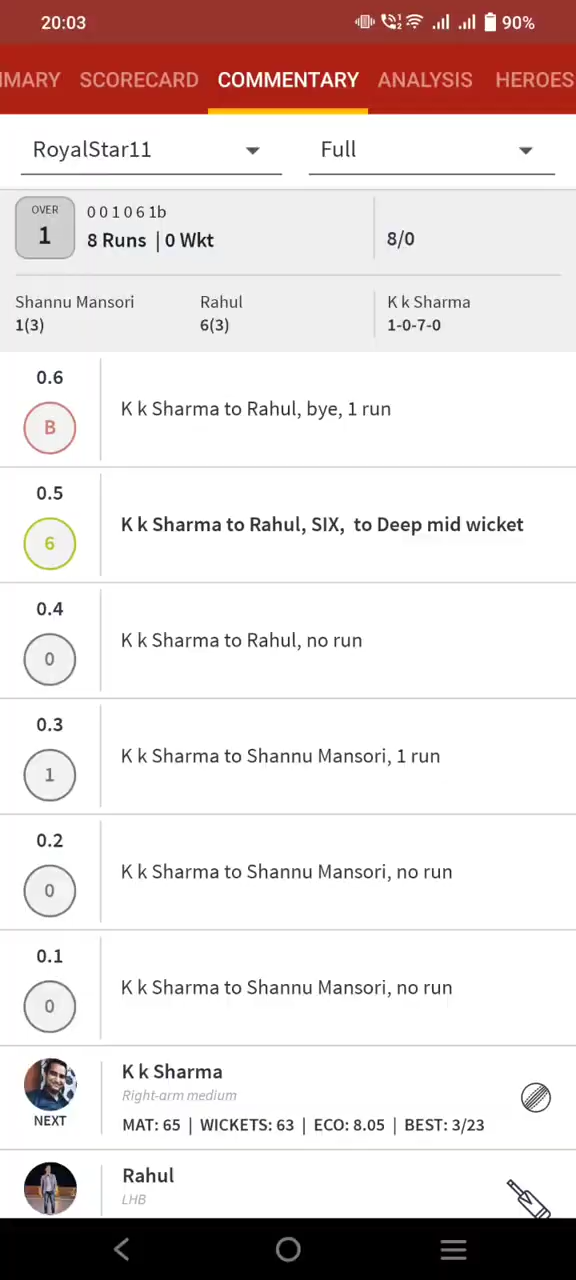 20:03 90%
MMARY SCORECARD COMMENTARY ANALYSIS HEROES
RoyalStar11 Full
OVER
1
0 0 1 0 6 1b
8 Runs | 0 Wkt
8/0
Shannu Mansori Rahul K k Sharma
1(3) 6(3) 1-0-7-0
0.6
B
K k Sharma to Rahul, bye, 1 run
0.5
6
K k Sharma to Rahul, SIX, to Deep mid wicket
0.4
0
K k Sharma to Rahul, no run
0.3
1
K k Sharma to Shannu Mansori, 1 run
0.2
0
K k Sharma to Shannu Mansori, no run
0.1
0
K k Sharma to Shannu Mansori, no run
K k Sharma
Right-arm medium
NEXT
MAT: 65 | WICKETS: 63 | ECO: 8.05 | BEST: 3/23
Rahul
LHB